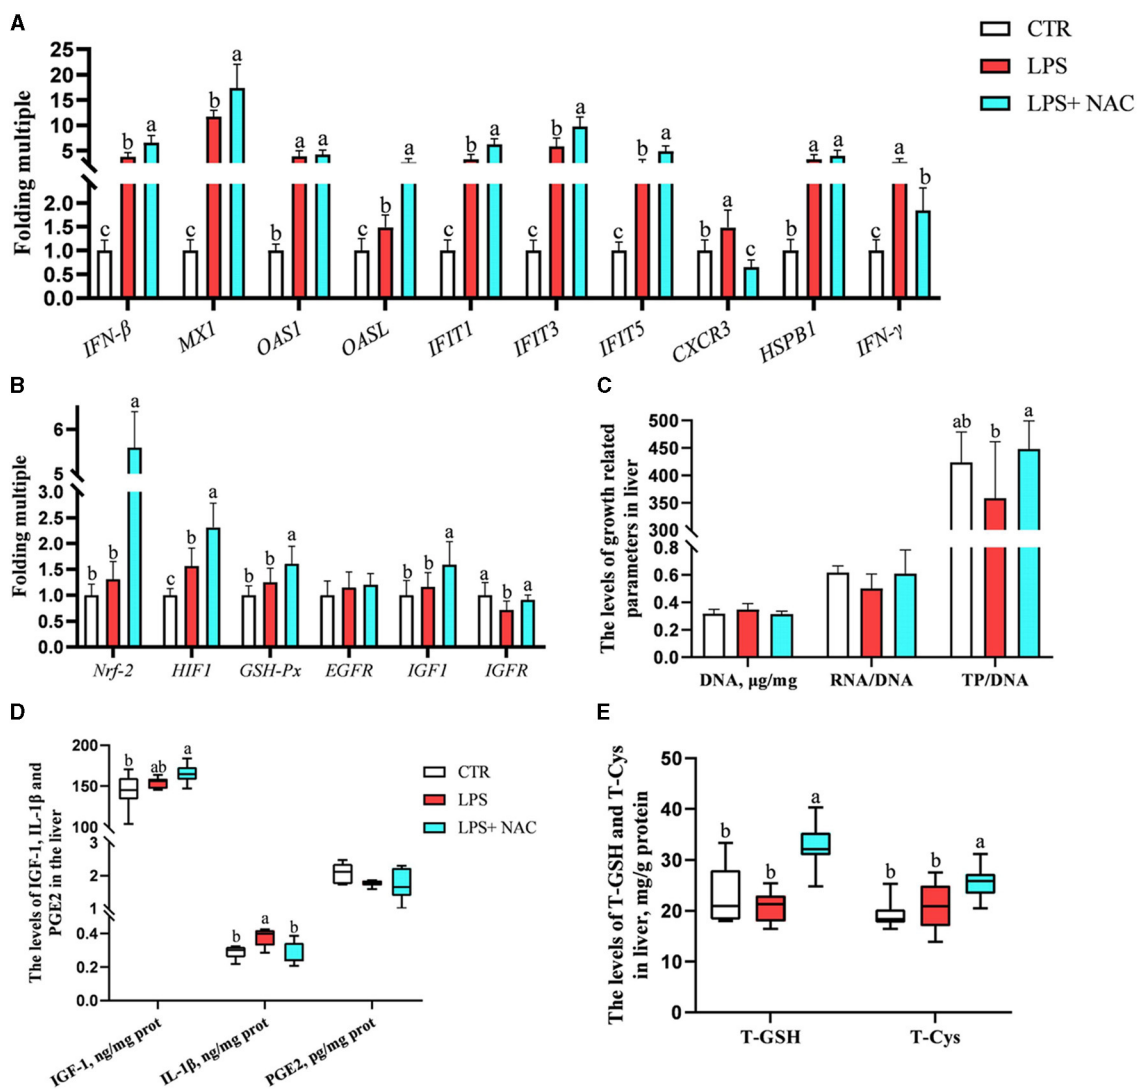 A
CTR
LPS
LPS+ NAC
Folding multiple
25
20
15
10
5
2.0
1.5
1.0
0.5
0.0
c b a
c b a
b a a
c b a
c b a
c b a
c b a
b a c
b a a
c a b
IFN-β MX1 OAS1 OASL IFIT1 IFIT3 IFIT5 CXCR3 HSPB1 IFN-γ
B
Folding multiple
6
5
3.0
2.5
2.0
1.5
1.0
0.5
0.0
b b a
c b a
b b a
b b a
a b a
Nrf-2 HIF1 GSH-Px EGFR IGF1 IGFR
C
The levels of growth related
parameters in liver
500
450
400
350
300
0.8
0.6
0.4
0.2
0.0
ab b a
DNA, μg/mg RNA/DNA TP/DNA
D
The levels of IGF-1, IL-1β and
PGE2 in the liver
200
150
100
3
2
1
0.4
0.2
0.0
b ab a
b a b
CTR
LPS
LPS+ NAC
IGF-1, ng/mg prot IL-1β, ng/mg prot PGE2, pg/mg prot
E
The levels of T-GSH and T-Cys
in liver, mg/g protein
50
40
30
20
10
0
b b a
b b a
T-GSH T-Cys